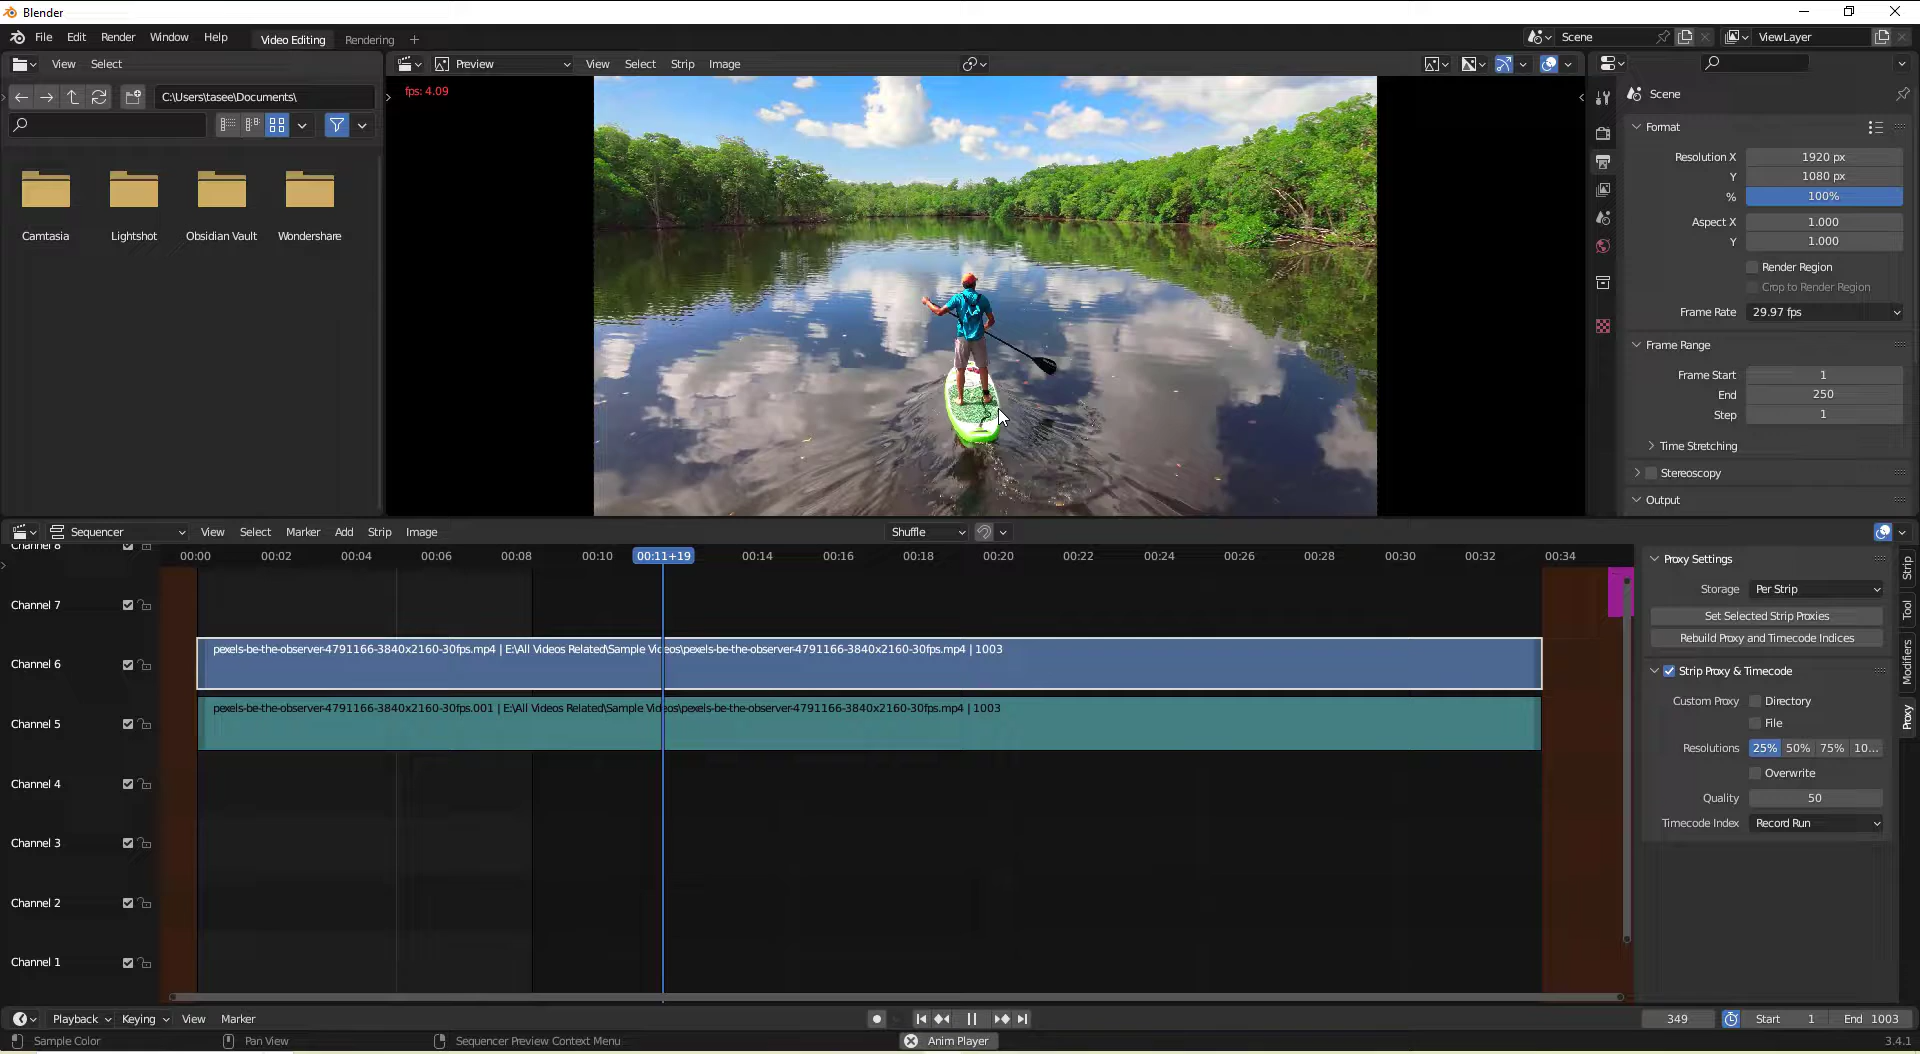 Blender
File Edit Render Window Help Video Editing Rendering + Scene ViewLayer
View Select
Preview View Select Strip Image
C:\Users\tasee\Documents\
Camtasia Lightshot Obsidian Vault Wondershare
fps: 4.09
Scene
Format
Resolution X 1920 px
Y 1080 px
% 100%
Aspect X 1.000
Y 1.000
Render Region
Crop to Render Region
Frame Rate 29.97 fps
Frame Range
Frame Start 1
End 250
Step 1
Time Stretching
Stereoscopy
Output
Sequencer View Select Marker Add Strip Image Shuffle
00:00 00:02 00:04 00:06 00:08 00:10 00:11+19 00:14 00:16 00:18 00:20 00:22 00:24 00:26 00:28 00:30 00:32 00:34
Channel 8
Channel 7
Channel 6
Channel 5
Channel 4
Channel 3
Channel 2
Channel 1
pexels-be-the-observer-4791166-3840x2160-30fps.mp4 | E:\All Videos Related\Sample Videos\pexels-be-the-observer-4791166-3840x2160-30fps.mp4 | 1003
pexels-be-the-observer-4791166-3840x2160-30fps.001 | E:\All Videos Related\Sample Videos\pexels-be-the-observer-4791166-3840x2160-30fps.mp4 | 1003
Proxy Settings
Storage Per Strip
Set Selected Strip Proxies
Rebuild Proxy and Timecode Indices
Strip Proxy & Timecode
Custom Proxy Directory
File
Resolutions 25% 50% 75% 10...
Overwrite
Quality 50
Timecode Index Record Run
Strip
Tool
Modifiers
Proxy
Playback Keying View Marker 349 Start 1 End 1003
Sample Color Pan View Sequencer Preview Context Menu Anim Player 3.4.1